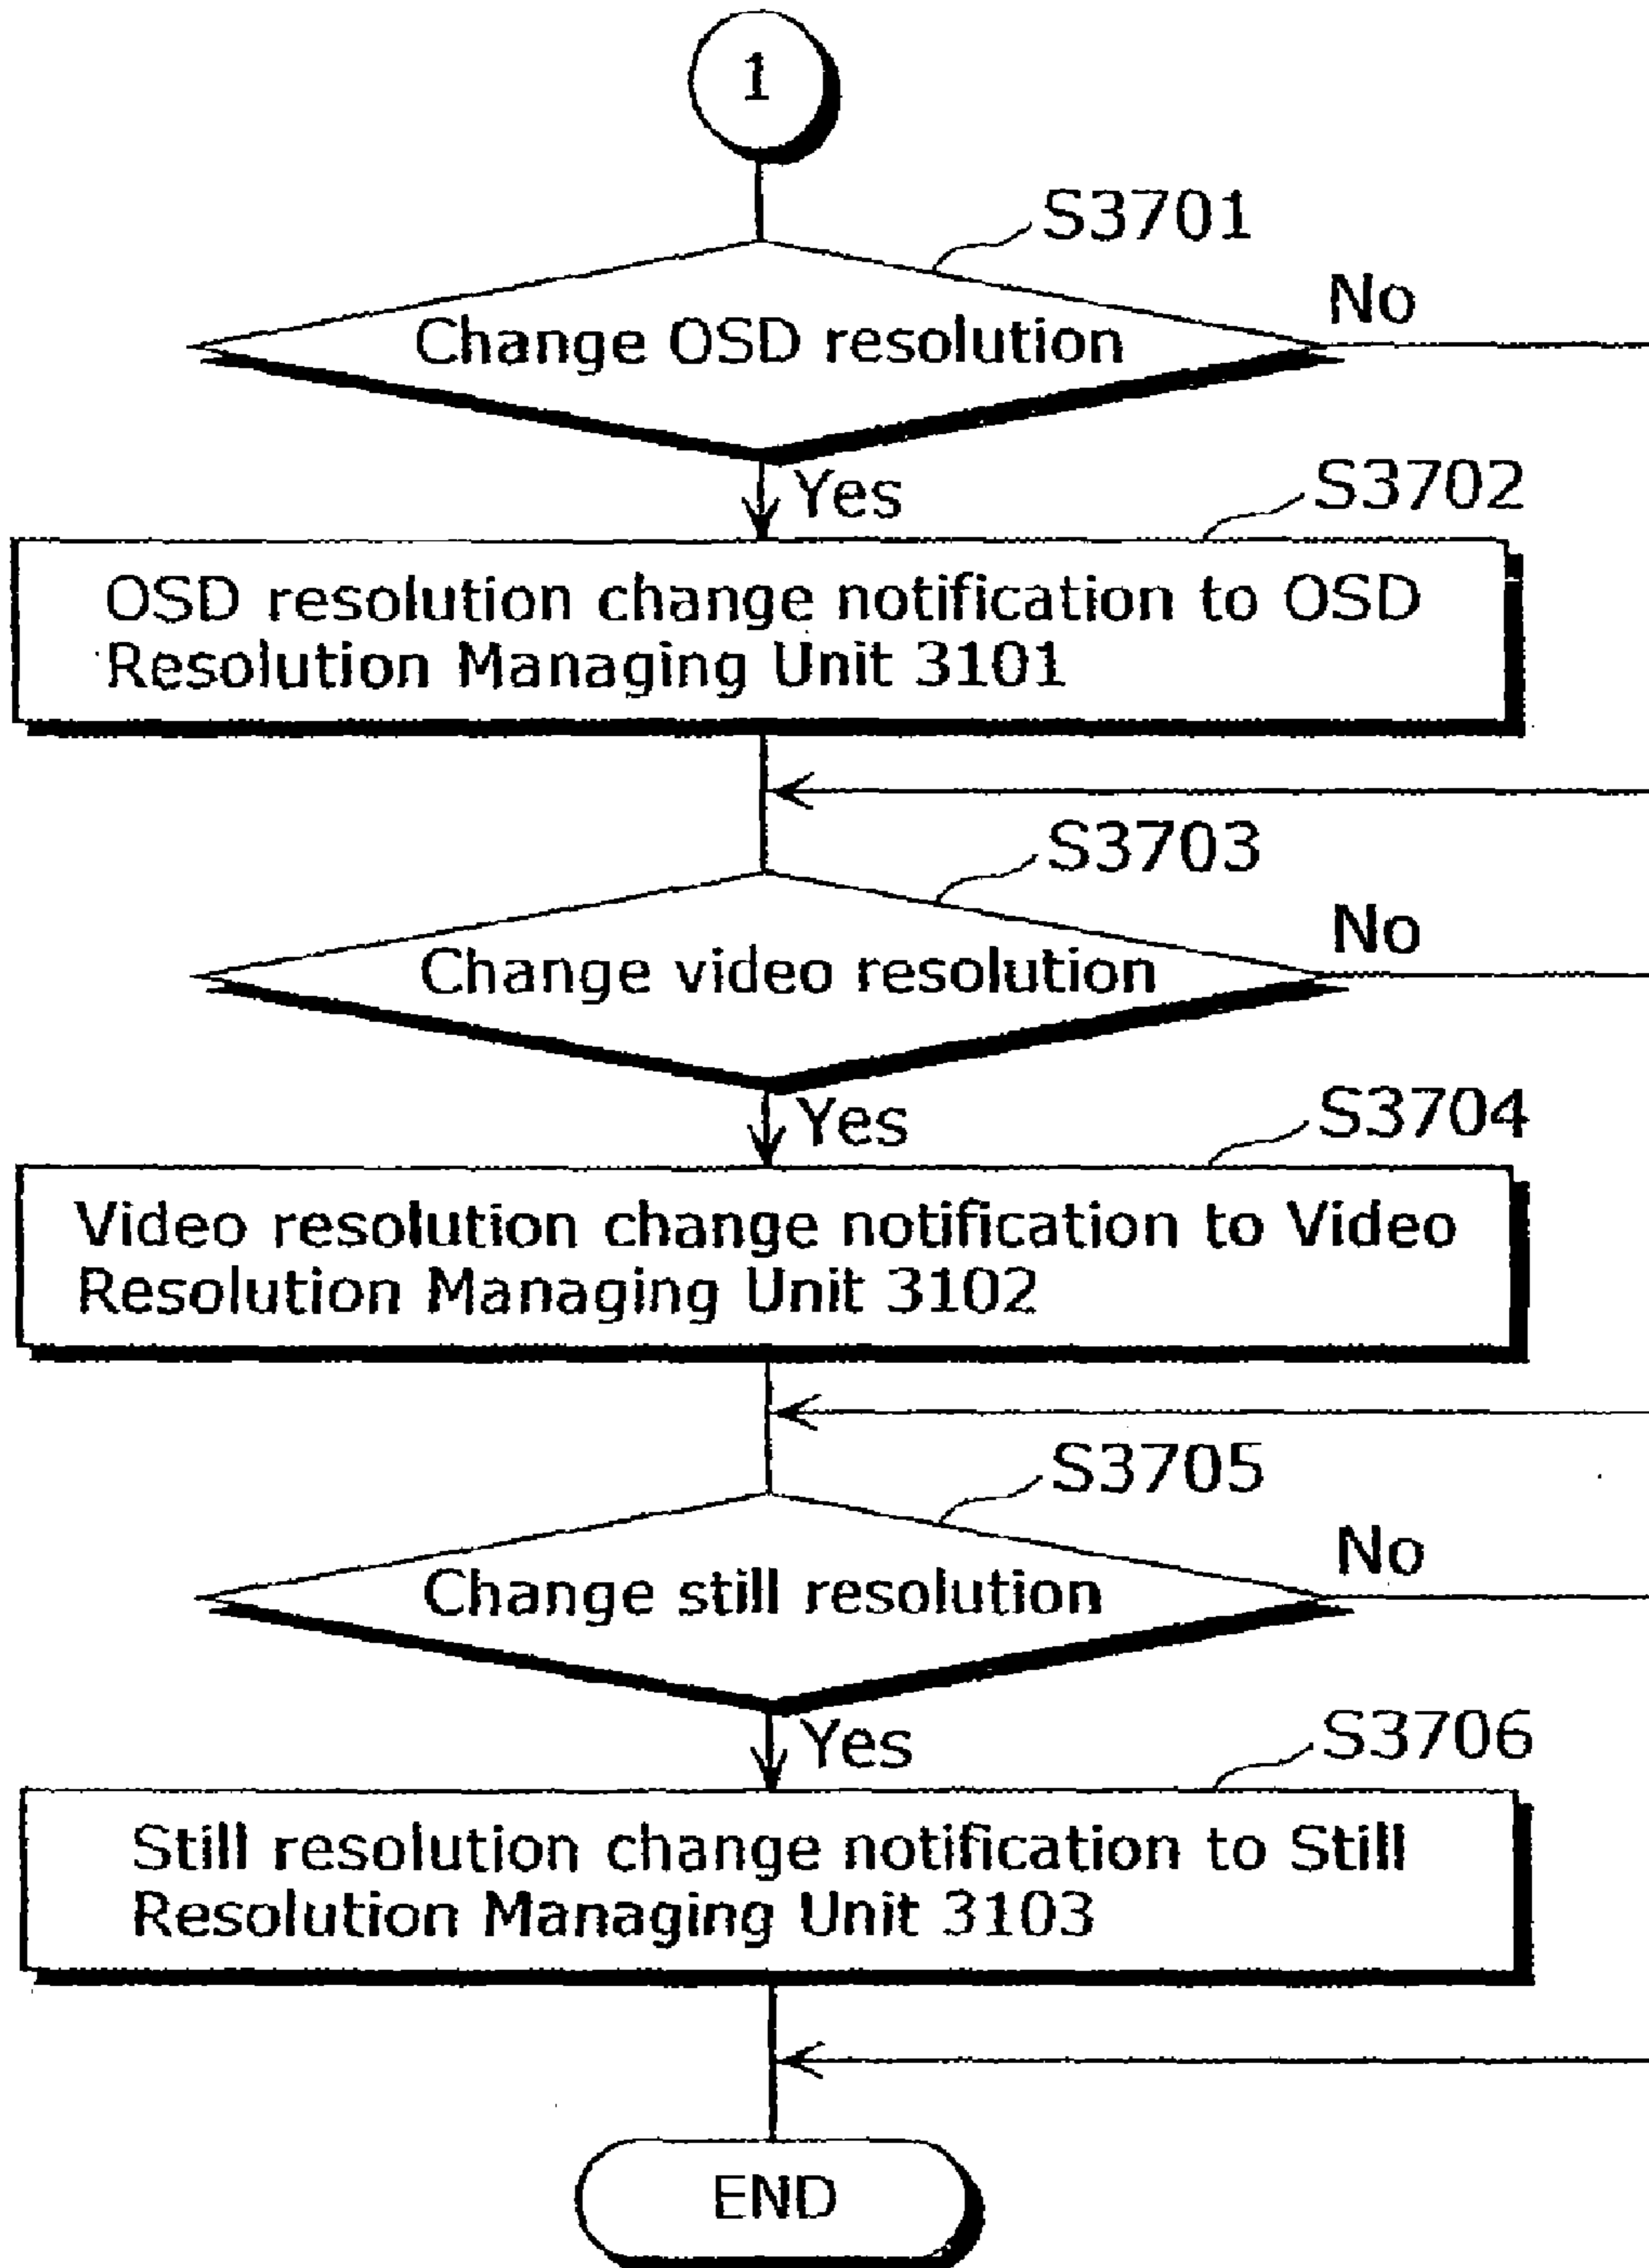 1
S3701
Change OSD resolution
No
Yes
S3702
OSD resolution change notification to OSD
Resolution Managing Unit 3101
S3703
Change video resolution
No
Yes
S3704
Video resolution change notification to Video
Resolution Managing Unit 3102
S3705
Change still resolution
No
Yes
S3706
Still resolution change notification to Still
Resolution Managing Unit 3103
END